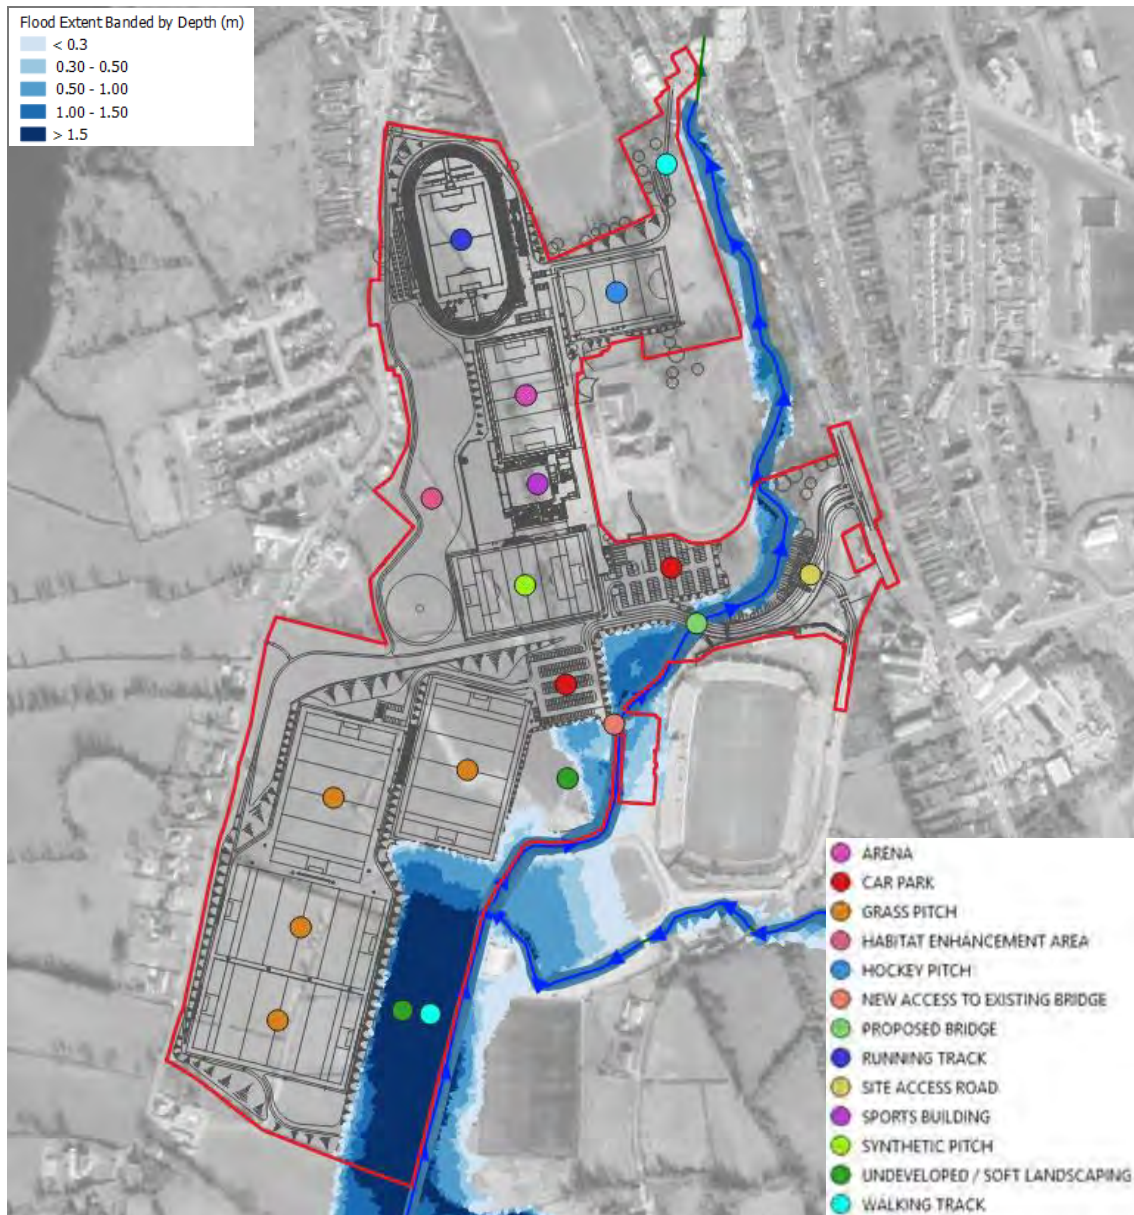 Flood Extent Banded by Depth (m)
< 0.3
0.30 - 0.50
0.50 - 1.00
1.00 - 1.50
> 1.5
ARENA
CAR PARK
GRASS PITCH
HABITAT ENHANCEMENT AREA
HOCKEY PITCH
NEW ACCESS TO EXISTING BRIDGE
PROPOSED BRIDGE
RUNNING TRACK
SITE ACCESS ROAD
SPORTS BUILDING
SYNTHETIC PITCH
UNDEVELOPED / SOFT LANDSCAPING
WALKING TRACK